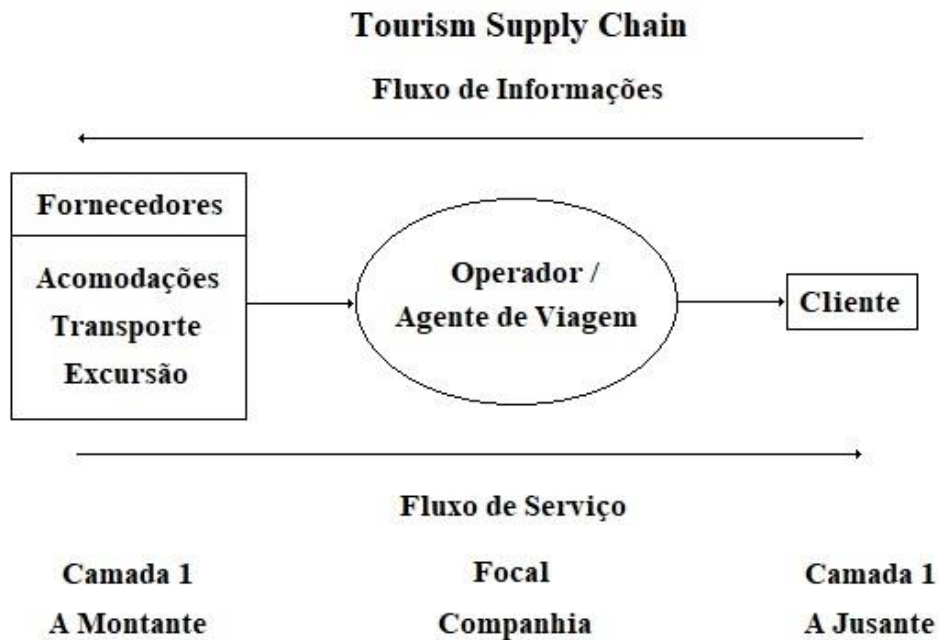 Tourism Supply Chain
Fluxo de Informações
Fornecedores
Acomodações
Transporte
Excursão
Operador /
Agente de Viagem
Cliente
Fluxo de Serviço
Camada 1
A Montante
Focal
Companhia
Camada 1
A Jusante